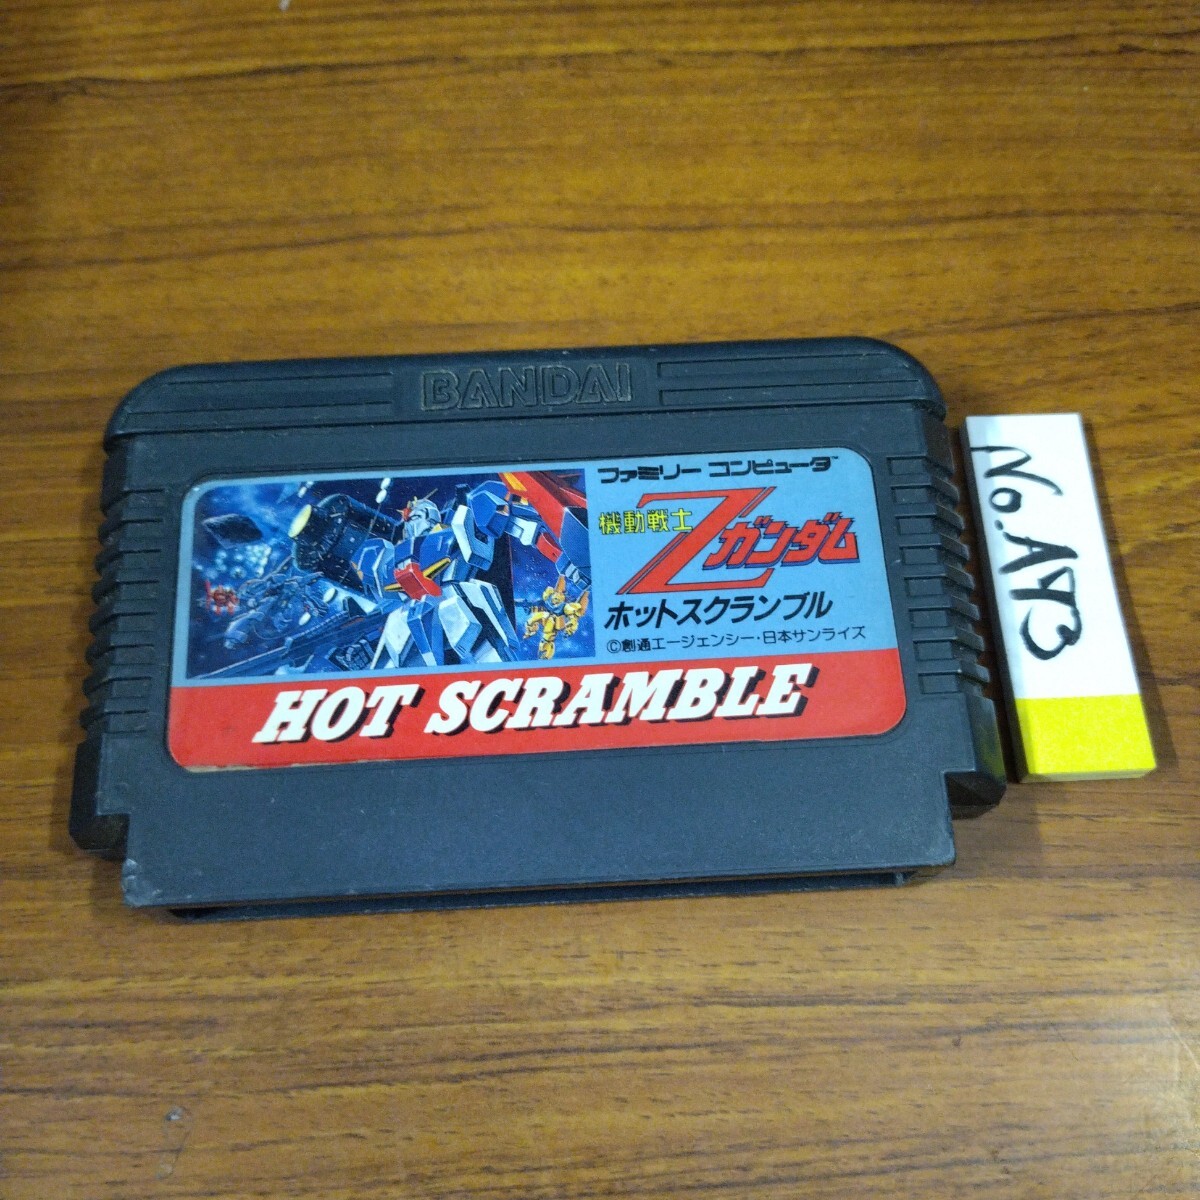 BANDAI
ファミリー コンピュータ
機動戦士
Zガンダム
ホットスクランブル
©創通エージェンシー・日本サンライズ
HOT SCRAMBLE
No.A43